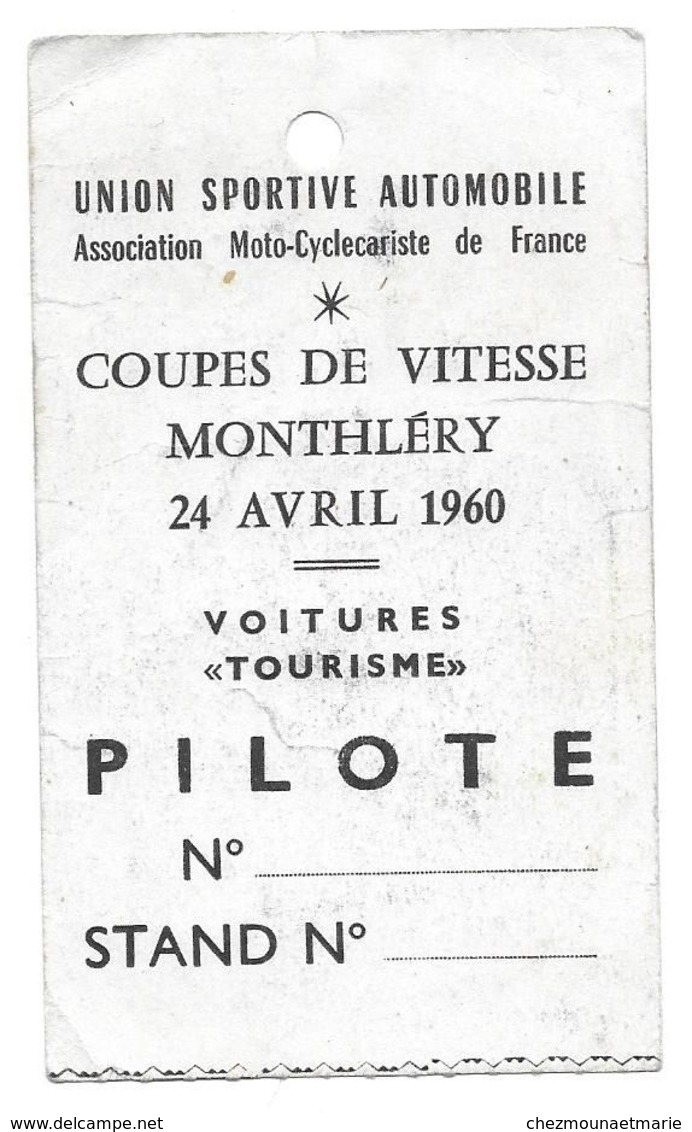 UNION SPORTIVE AUTOMOBILE
Association Moto-Cyclecariste de France
COUPES DE VITESSE
MONTHLÉRY
24 AVRIL 1960
VOITURES
«TOURISME»
PILOTE
N°
STAND N°
www.delcampe.net
chezmounaetmarie